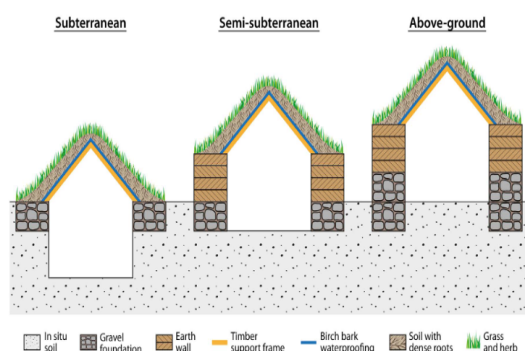 Subterranean
Semi-subterranean
Above-ground
In situ
soil
Gravel
foundation
Earth
wall
Timber
support frame
Birch bark
waterproofing
Soil with
dense roots
Grass
and herb